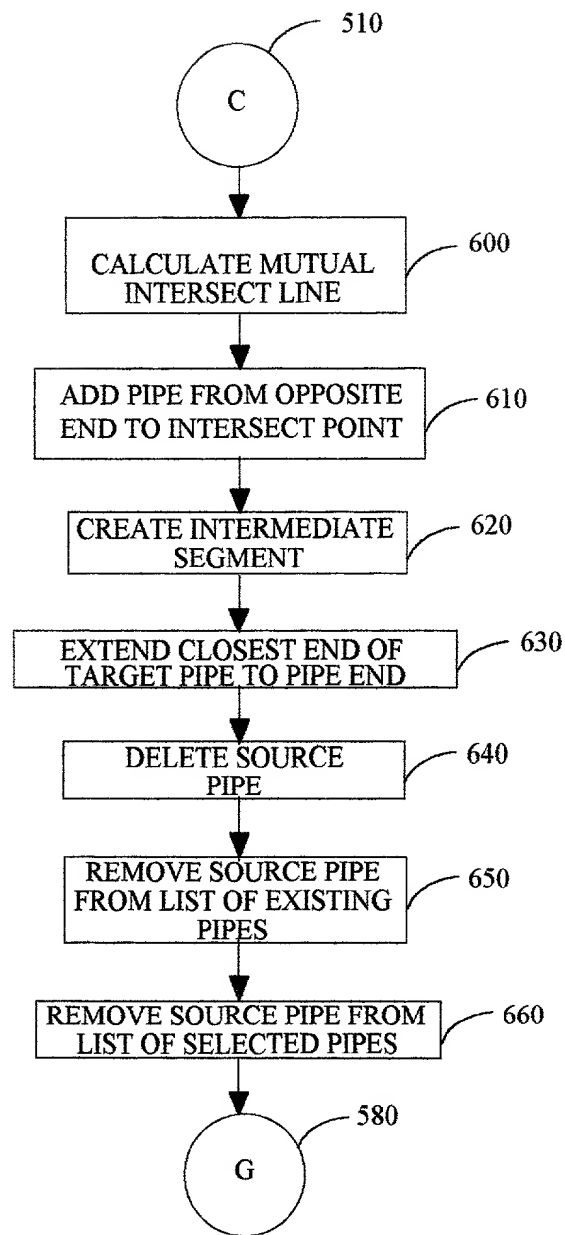 510
C
600
CALCULATE MUTUAL
INTERSECT LINE
610
ADD PIPE FROM OPPOSITE
END TO INTERSECT POINT
620
CREATE INTERMEDIATE
SEGMENT
630
EXTEND CLOSEST END OF
TARGET PIPE TO PIPE END
640
DELETE SOURCE
PIPE
650
REMOVE SOURCE PIPE
FROM LIST OF EXISTING
PIPES
660
REMOVE SOURCE PIPE FROM
LIST OF SELECTED PIPES
580
G